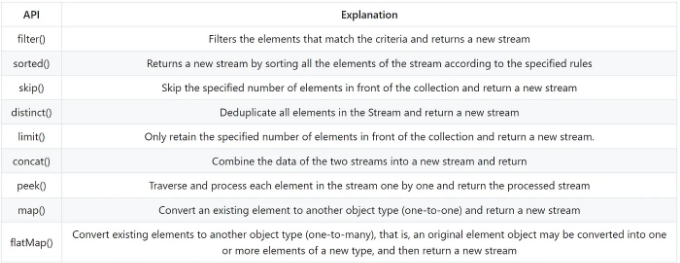 API Explanation
filter() Filters the elements that match the criteria and returns a new stream
sorted() Returns a new stream by sorting all the elements of the stream according to the specified rules
skip() Skip the specified number of elements in front of the collection and return a new stream
distinct() Deduplicate all elements in the Stream and return a new stream
limit() Only retain the specified number of elements in front of the collection and return a new stream.
concat() Combine the data of the two streams into a new stream and return
peek() Traverse and process each element in the stream one by one and return the processed stream
map() Convert an existing element to another object type (one-to-one) and return a new stream
flatMap() Convert existing elements to another object type (one-to-many), that is, an original element object may be converted into one
or more elements of a new type, and then return a new stream